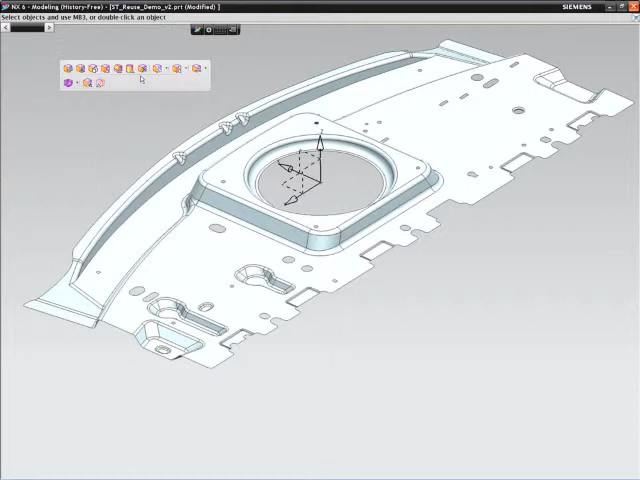 NX 6 - Modeling (History-Free) - [ST_Reuse_Demo_v2.prt (Modified) ]
SIEMENS
Select objects and use MB3, or double-click an object